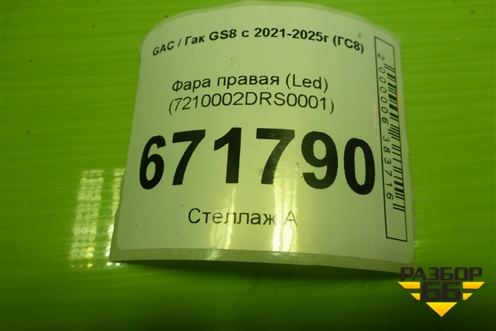 GAC / Гак GS8 с 2021-2025г (ГС8)
Фара правая (Led)
(7210002DRS0001)
671790
Стеллаж А
2000006383716
РАЗБОР
66